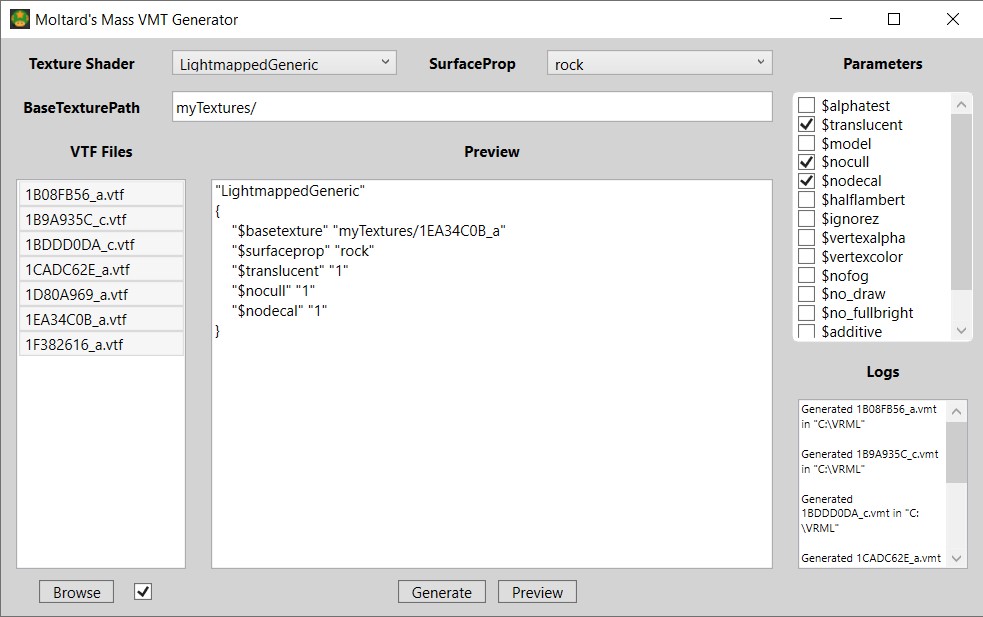 Moltard's Mass VMT Generator
Texture Shader
LightmappedGeneric
SurfaceProp
rock
Parameters
BaseTexturePath
myTextures/
VTF Files
Preview
1B08FB56_a.vtf
1B9A935C_c.vtf
1BDDD0DA_c.vtf
1CADC62E_a.vtf
1D80A969_a.vtf
1EA34C0B_a.vtf
1F382616_a.vtf
"LightmappedGeneric"
{
"$basetexture" "myTextures/1EA34C0B_a"
"$surfaceprop" "rock"
"$translucent" "1"
"$nocull" "1"
"$nodecal" "1"
}
$alphatest
$translucent
$model
$nocull
$nodecal
$halflambert
$ignorez
$vertexalpha
$vertexcolor
$nofog
$no_draw
$no_fullbright
$additive
Logs
Generated 1B08FB56_a.vmt
in "C:\VRML"
Generated 1B9A935C_c.vmt
in "C:\VRML"
Generated
1BDDD0DA_c.vmt in "C:
\VRML"
Generated 1CADC62E_a.vmt
Browse
Generate
Preview